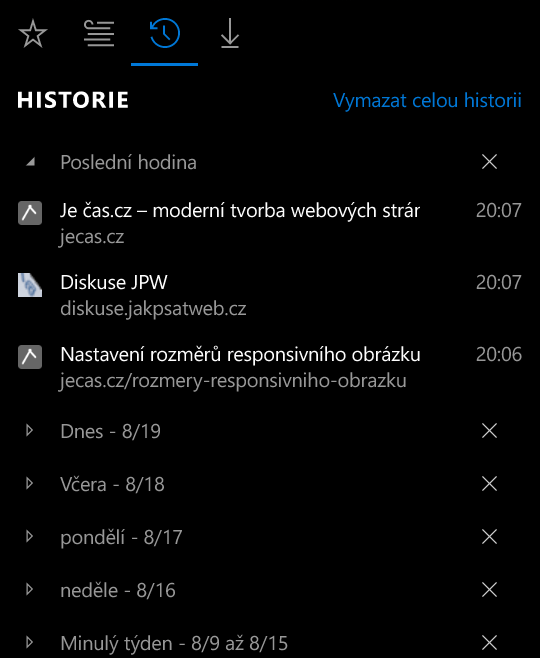 HISTORIE
Vymazat celou historii
Poslední hodina
Je čas.cz – moderní tvorba webových strár
20:07
jecas.cz
Diskuse JPW
20:07
diskuse.jakpsatweb.cz
Nastavení rozměrů responsivního obrázku
20:06
jecas.cz/rozmery-responsivniho-obrazku
Dnes - 8/19
Včera - 8/18
pondělí - 8/17
neděle - 8/16
Minulý týden - 8/9 až 8/15